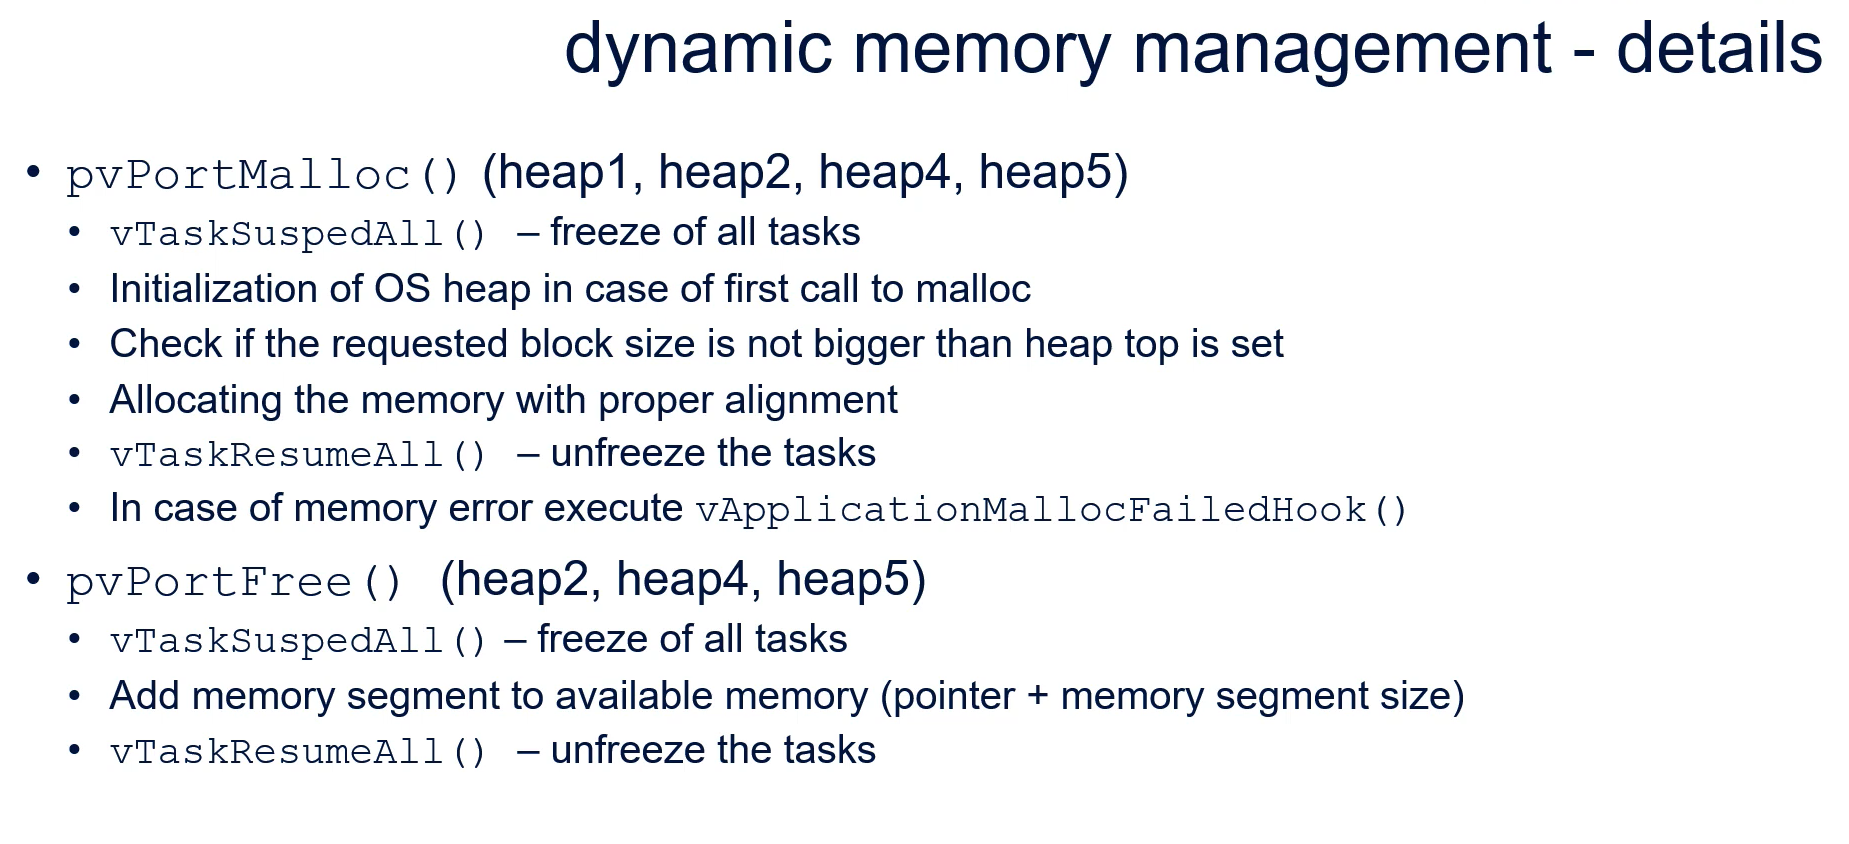 dynamic memory management - details
• pvPortMalloc() (heap1, heap2, heap4, heap5)
• vTaskSuspedAll() – freeze of all tasks
• Initialization of OS heap in case of first call to malloc
• Check if the requested block size is not bigger than heap top is set
• Allocating the memory with proper alignment
• vTaskResumeAll() – unfreeze the tasks
• In case of memory error execute vApplicationMallocFailedHook()
• pvPortFree() (heap2, heap4, heap5)
• vTaskSuspedAll() – freeze of all tasks
• Add memory segment to available memory (pointer + memory segment size)
• vTaskResumeAll() – unfreeze the tasks